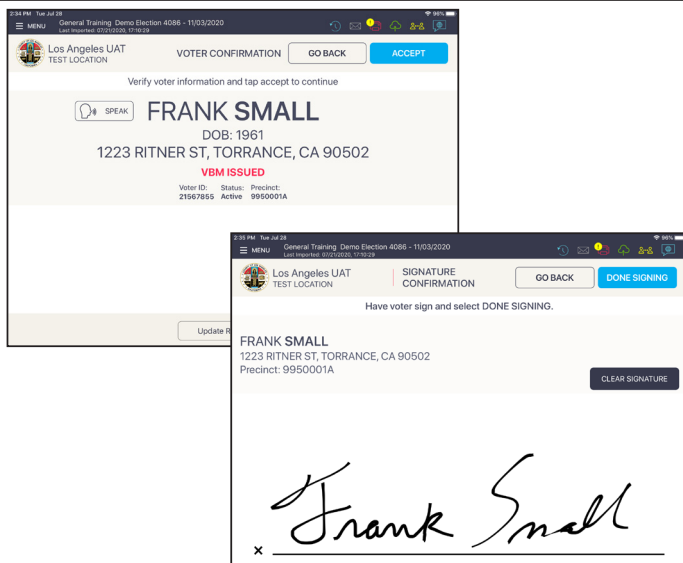 2:34 PM Tue Jul 28
96%
MENU
General Training Demo Election 4086 - 11/03/2020
Last Imported: 07/21/2020, 17:10:29
Los Angeles UAT
TEST LOCATION
VOTER CONFIRMATION
GO BACK
ACCEPT
Verify voter information and tap accept to continue
SPEAK
FRANK SMALL
DOB: 1961
1223 RITNER ST, TORRANCE, CA 90502
VBM ISSUED
Voter ID: Status: Precinct:
21567855 Active 9950001A
Update R
2:35 PM Tue Jul 28
96%
MENU
General Training Demo Election 4086 - 11/03/2020
Last Imported: 07/21/2020, 17:10:29
Los Angeles UAT
TEST LOCATION
SIGNATURE
CONFIRMATION
GO BACK
DONE SIGNING
Have voter sign and select DONE SIGNING.
FRANK SMALL
1223 RITNER ST, TORRANCE, CA 90502
Precinct: 9950001A
CLEAR SIGNATURE
Frank Small
×